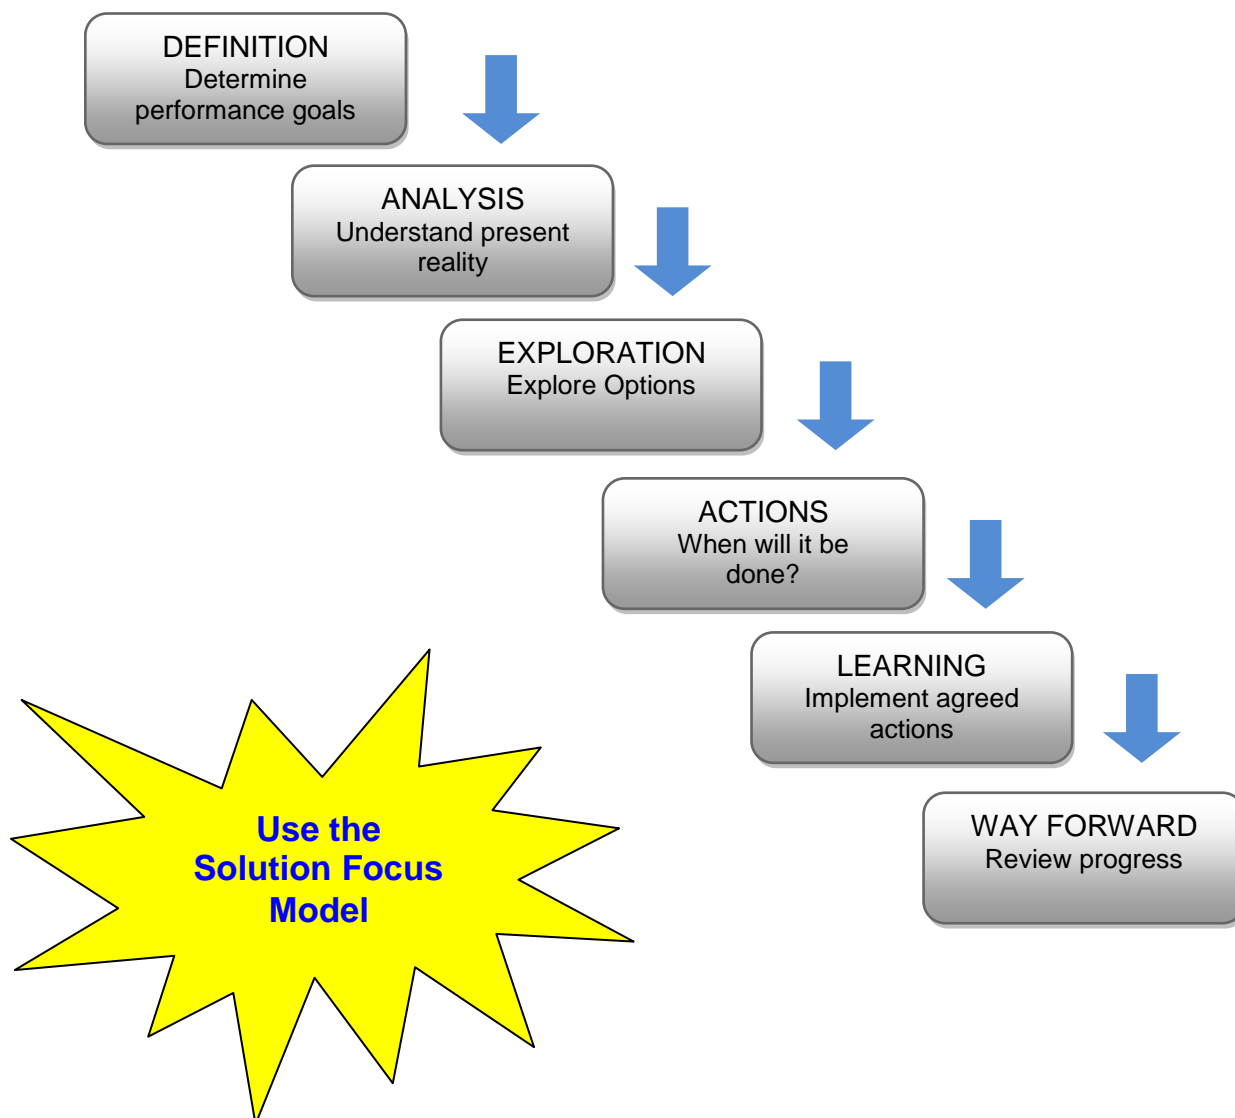 DEFINITION
Determine
performance goals
ANALYSIS
Understand present
reality
EXPLORATION
Explore Options
ACTIONS
When will it be
done?
LEARNING
Implement agreed
actions
WAY FORWARD
Review progress
Use the
Solution Focus
Model